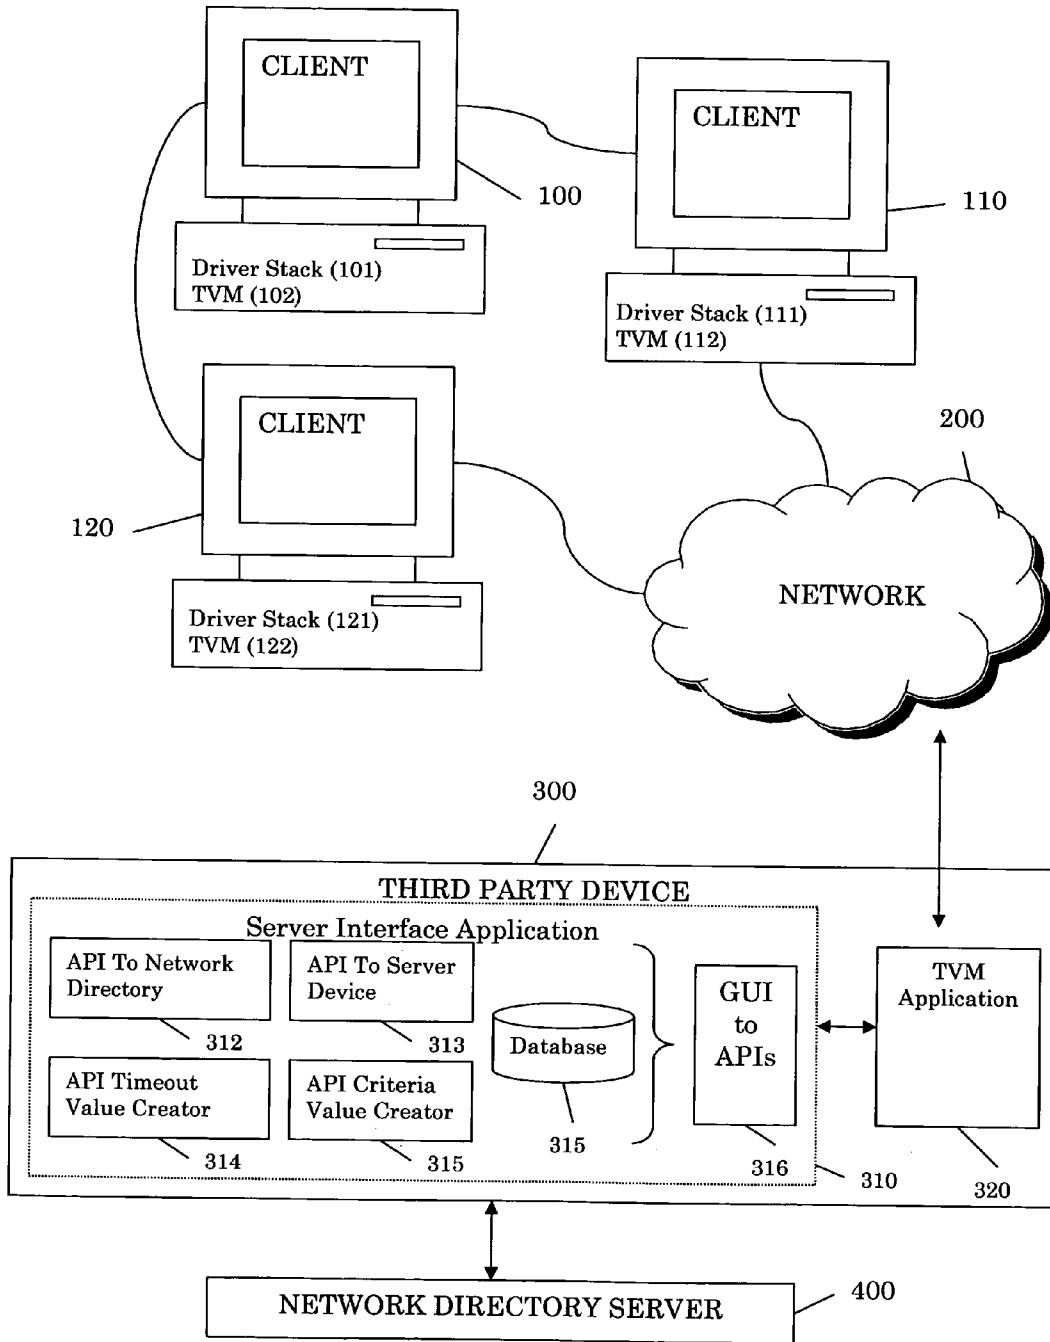 CLIENT
100
Driver Stack (101)
TVM (102)
CLIENT
110
Driver Stack (111)
TVM (112)
CLIENT
120
Driver Stack (121)
TVM (122)
200
NETWORK
300
THIRD PARTY DEVICE
Server Interface Application
API To Network
Directory
312
API To Server
Device
313
API Timeout
Value Creator
314
API Criteria
Value Creator
315
Database
315
GUI
to
APIs
316
310
TVM
Application
320
NETWORK DIRECTORY SERVER
400